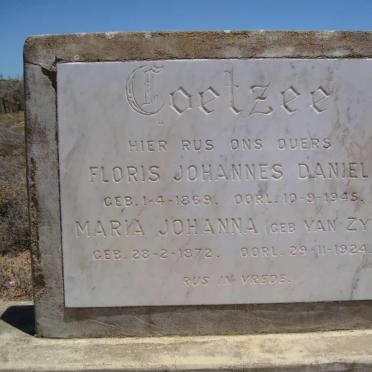 Coelzee
HIER RUS ONS OUERS
FLORIS JOHANNES DANIEL
GEB. 1-4-1869. OORL. 10-9-1945.
MARIA JOHANNA (GEB VAN ZY
GEB. 28-2-1872. OORL. 29-11-1924.
RUS IN VREDE.